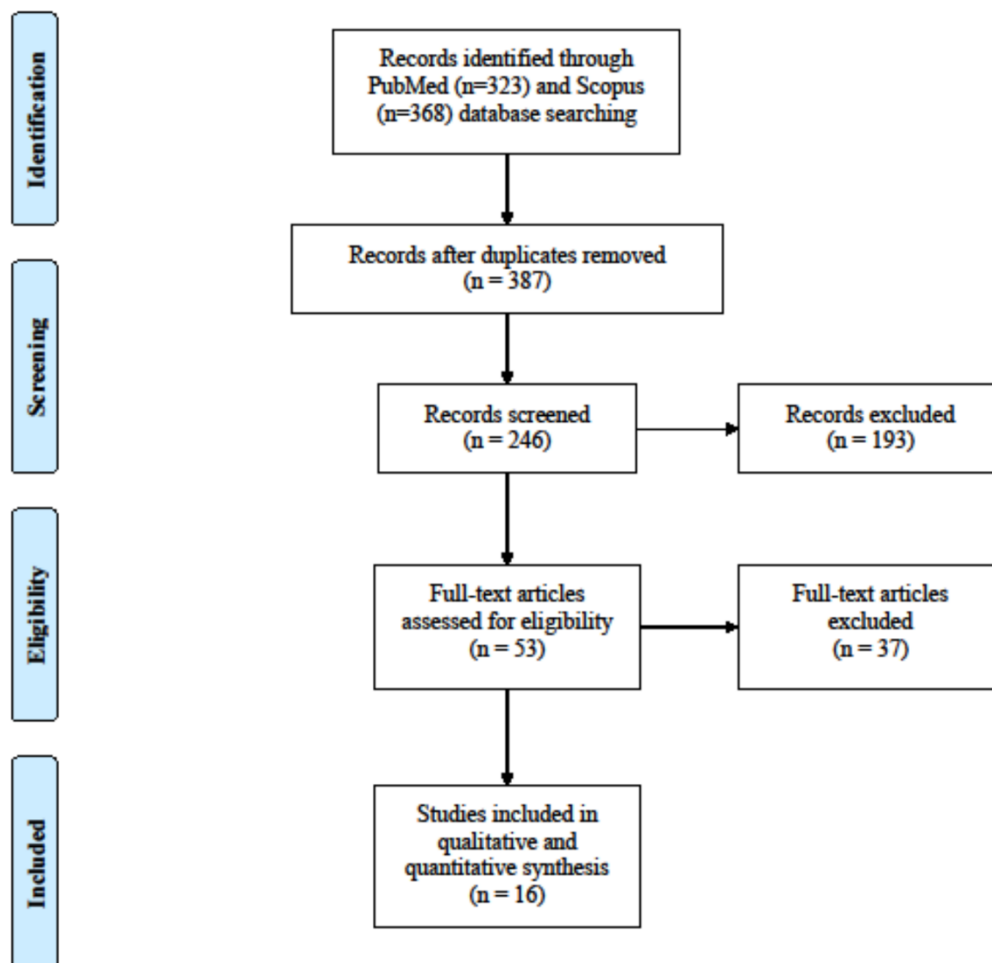 Identification
Records identified through
PubMed (n=323) and Scopus
(n=368) database searching
Records after duplicates removed
(n = 387)
Screening
Records screened
(n = 246)
Records excluded
(n = 193)
Eligibility
Full-text articles
assessed for eligibility
(n = 53)
Full-text articles
excluded
(n = 37)
Included
Studies included in
qualitative and
quantitative synthesis
(n = 16)